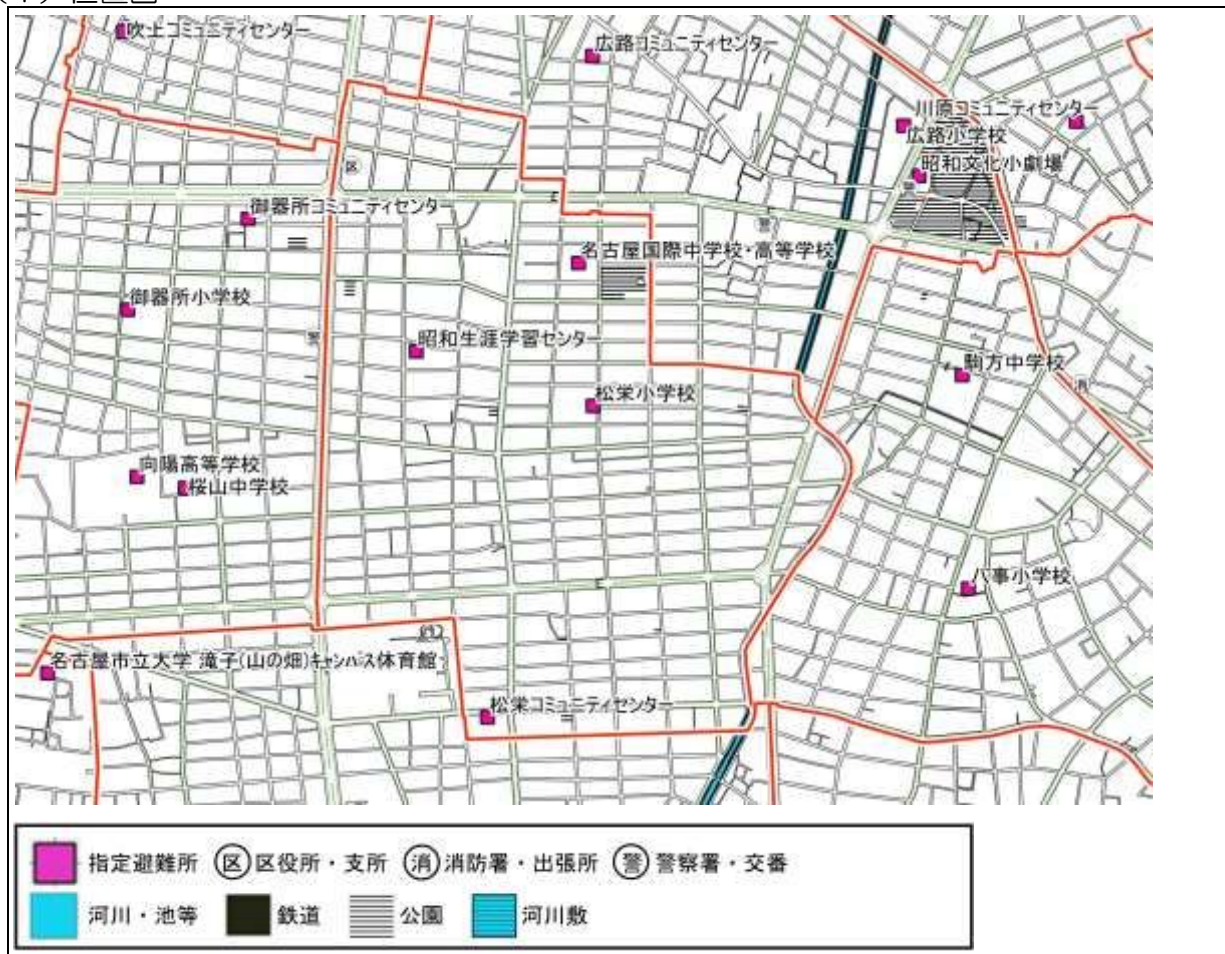 吹上コミュニティセンター
広路コミュニティセンター
川原コミュニティセンター
広路小学校
昭和文化小劇場
区
御器所コミュニティセンター
警
名古屋国際中学校・高等学校
御器所小学校
警
昭和生涯学習センター
駒方中学校
消
松栄小学校
向陽高等学校
桜山中学校
八事小学校
名古屋市立大学 滝子(山の畑)キャンパス体育館
松栄コミュニティセンター
指定避難所 区 区役所・支所 消 消防署・出張所 警 警察署・交番
河川・池等 鉄道 公園 河川敷